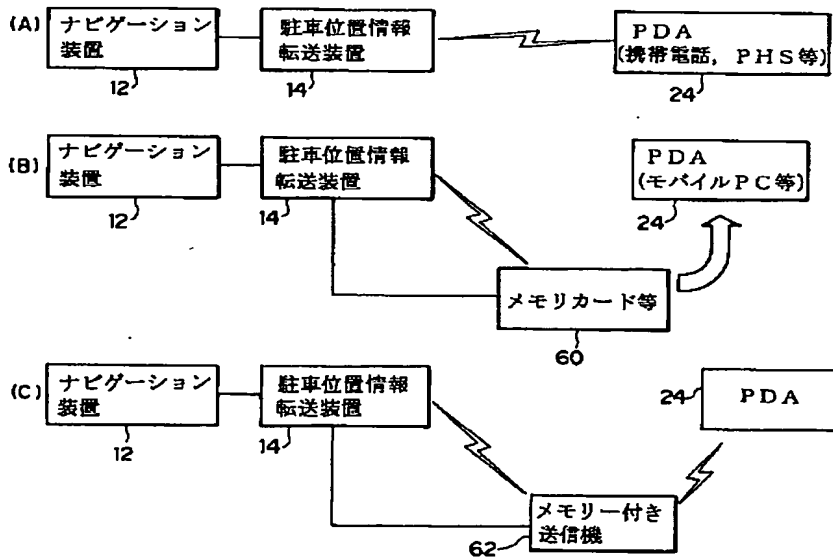 (A)
ナビゲーション
装置
12
駐車位置情報
転送装置
14
PDA
(携帯電話，PHS等)
24
(B)
ナビゲーション
装置
12
駐車位置情報
転送装置
14
PDA
(モバイルPC等)
24
メモリカード等
60
(C)
ナビゲーション
装置
12
駐車位置情報
転送装置
14
24
PDA
メモリー付き
送信機
62